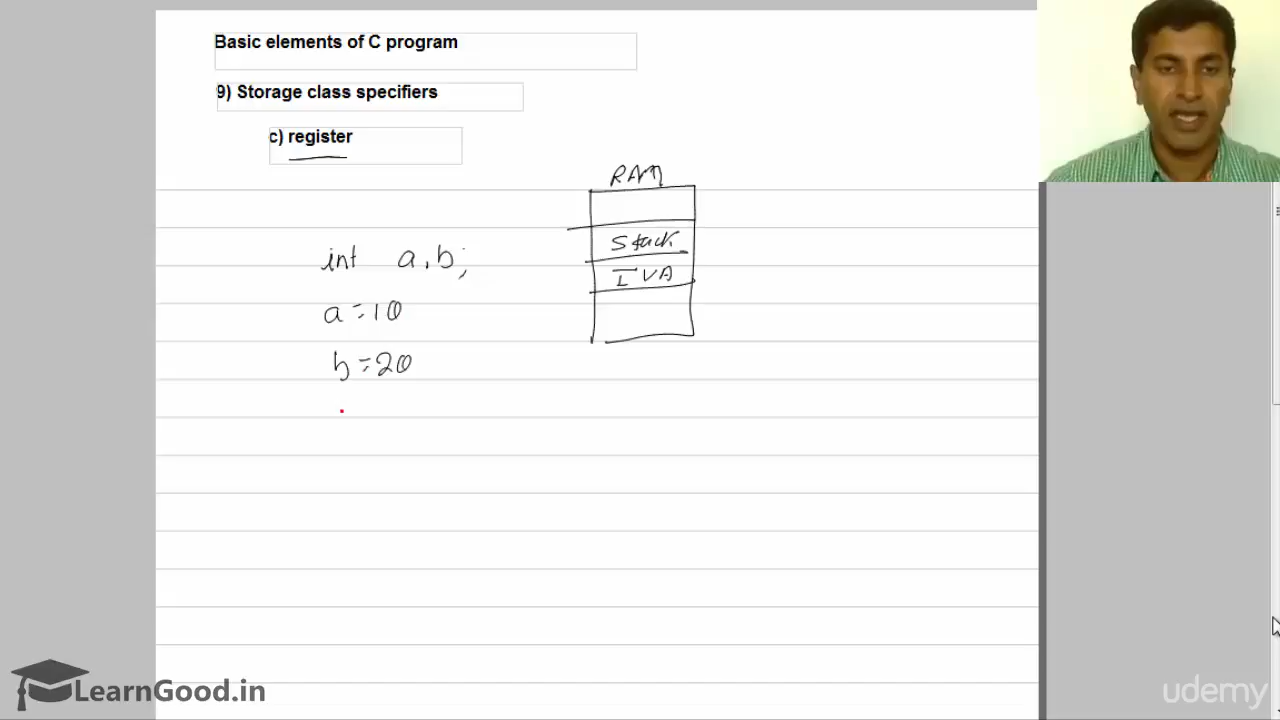 Basic elements of C program
9) Storage class specifiers
c) register
RAM
Stack
IVA
int a, b;
a = 10
b = 20
LearnGood.in
udemy